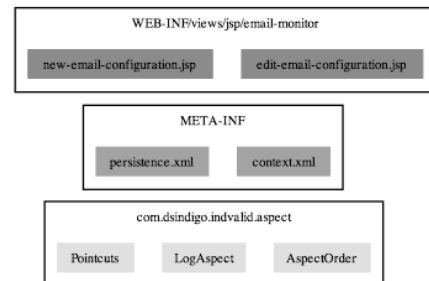 WEB-INF/views/jsp/email-monitor
new-email-configuration.jsp edit-email-configuration.jsp
META-INF
persistence.xml context.xml
com.dsindigo.indvalid.aspect
Pointcuts LogAspect AspectOrder